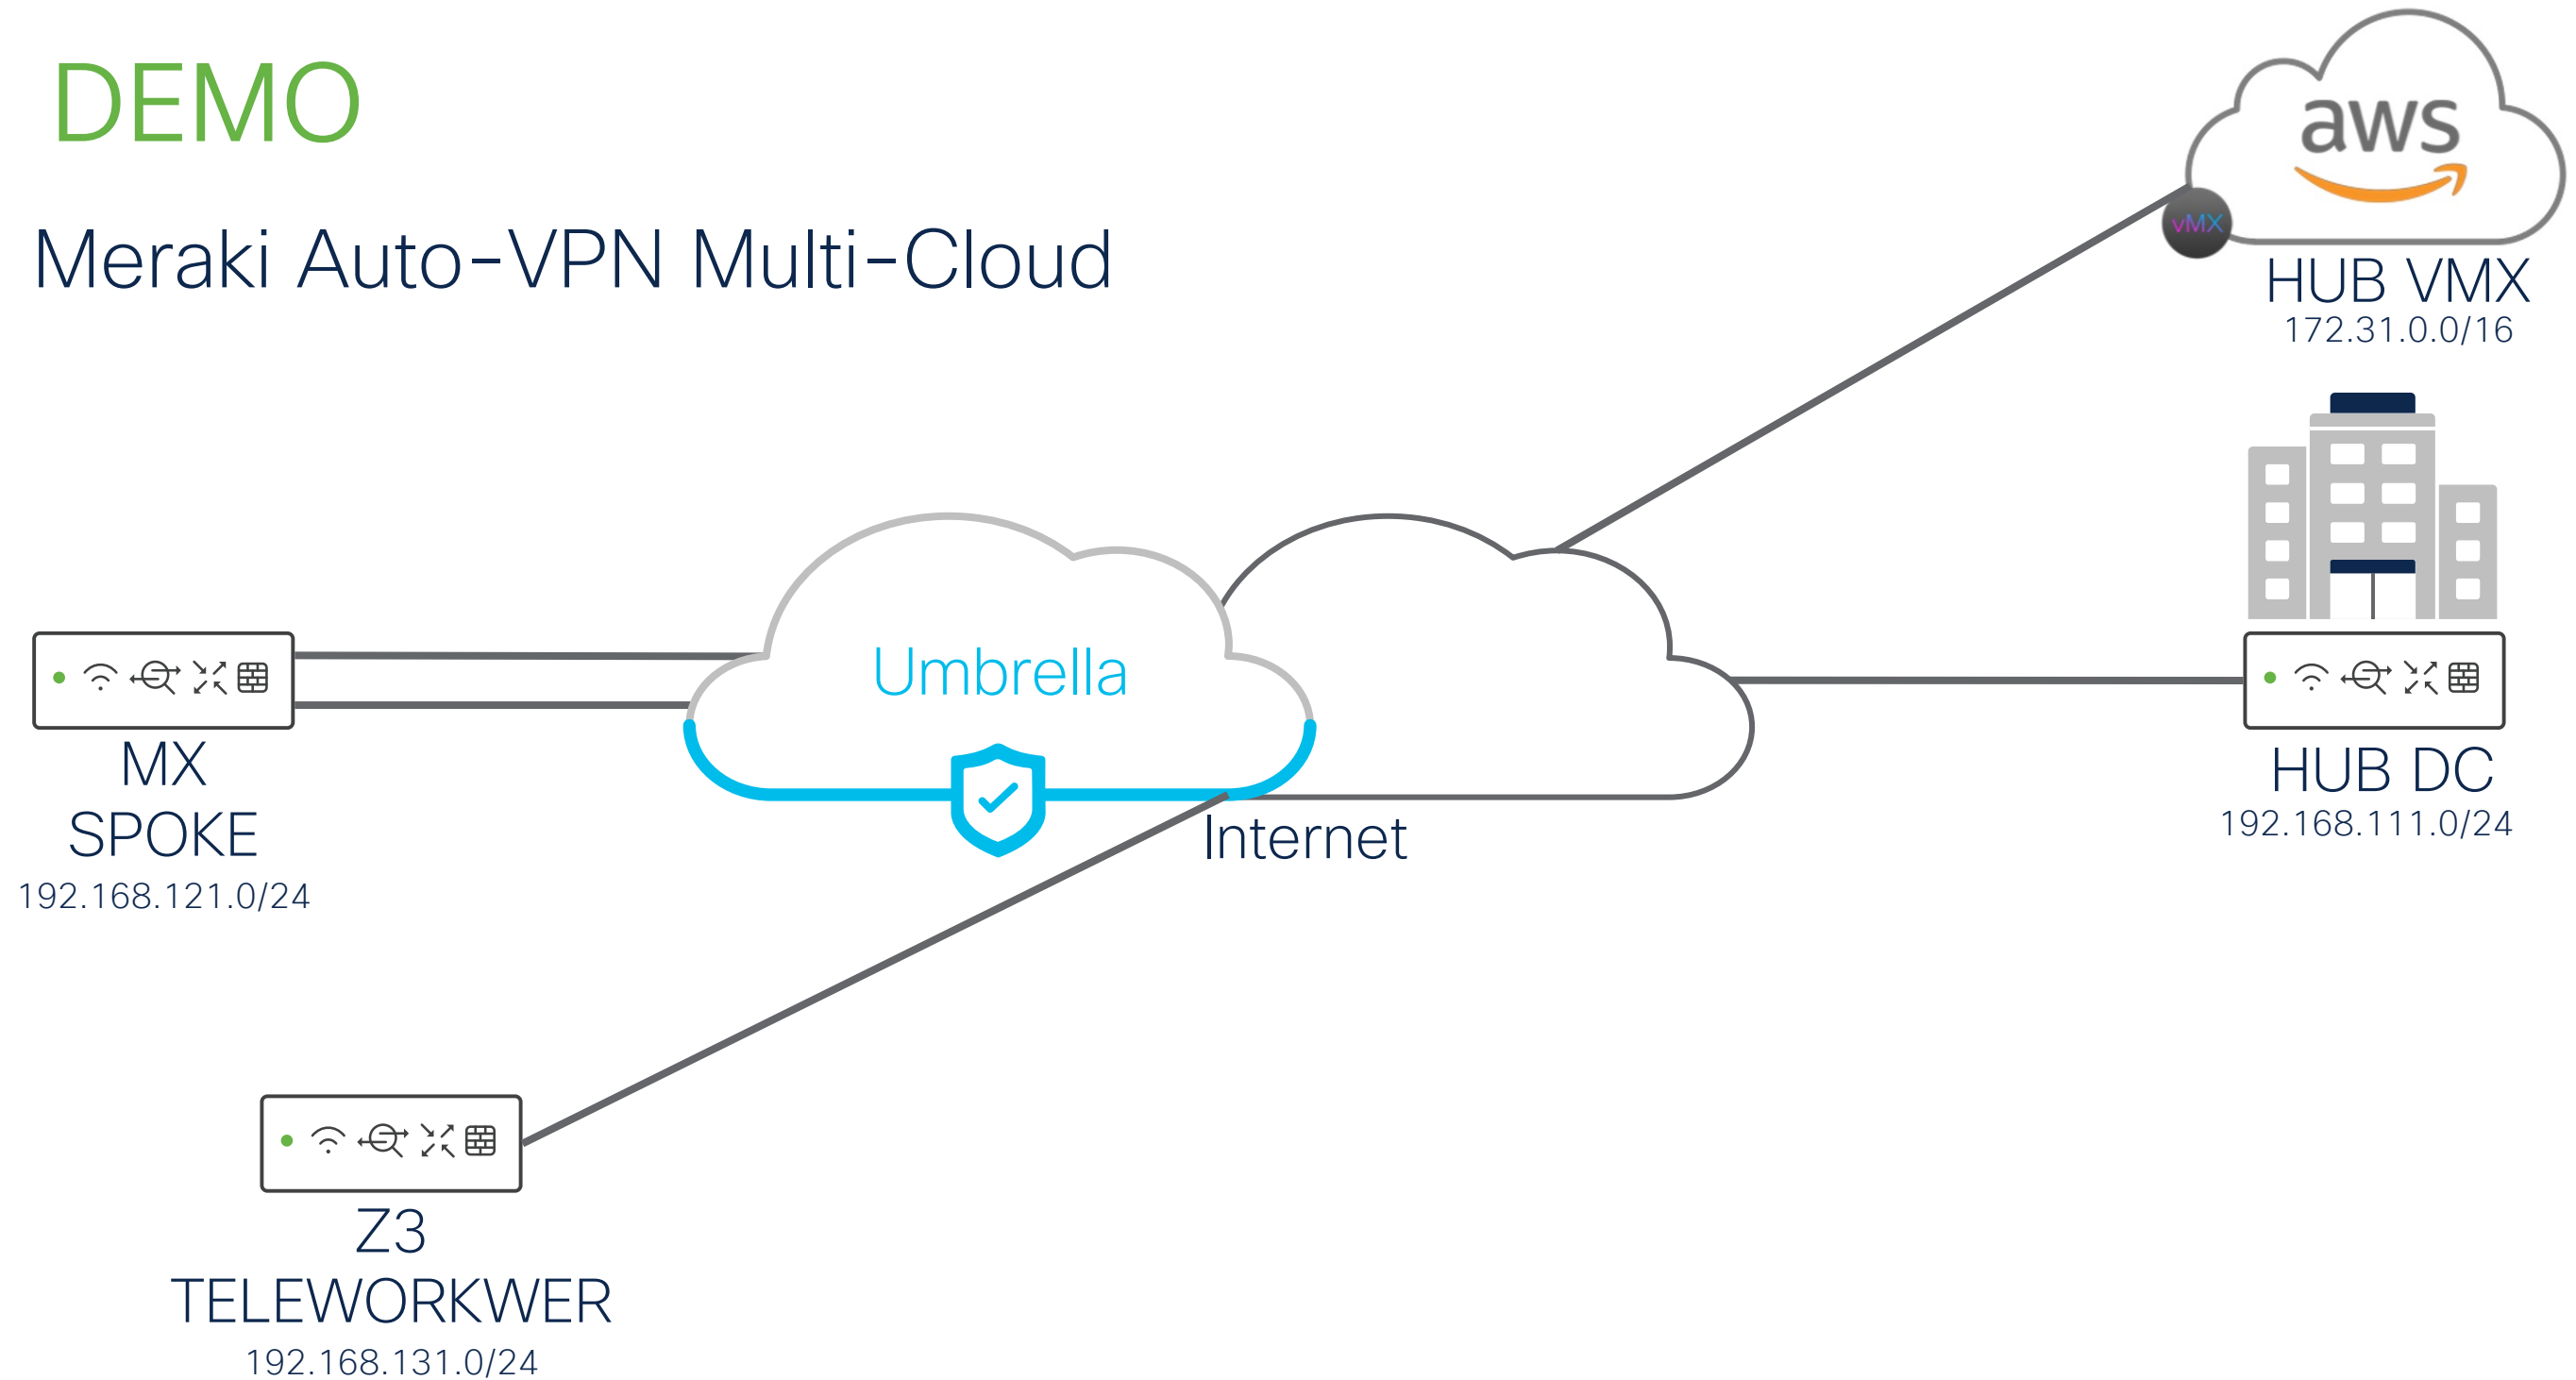 DEMO
Meraki Auto-VPN Multi-Cloud
aws
vMX
HUB VMX
172.31.0.0/16
Umbrella
Internet
MX
SPOKE
192.168.121.0/24
HUB DC
192.168.111.0/24
Z3
TELEWORKWER
192.168.131.0/24